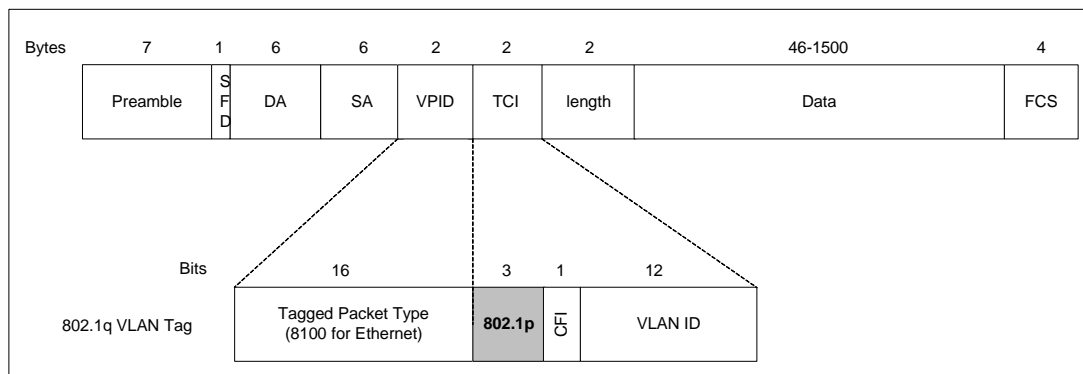 Bytes 7 1 6 6 2 2 2 46-1500 4
Preamble SFD DA SA VPID TCI length Data FCS
Bits 16 3 1 12
802.1q VLAN Tag
Tagged Packet Type
(8100 for Ethernet)
802.1p CFI VLAN ID